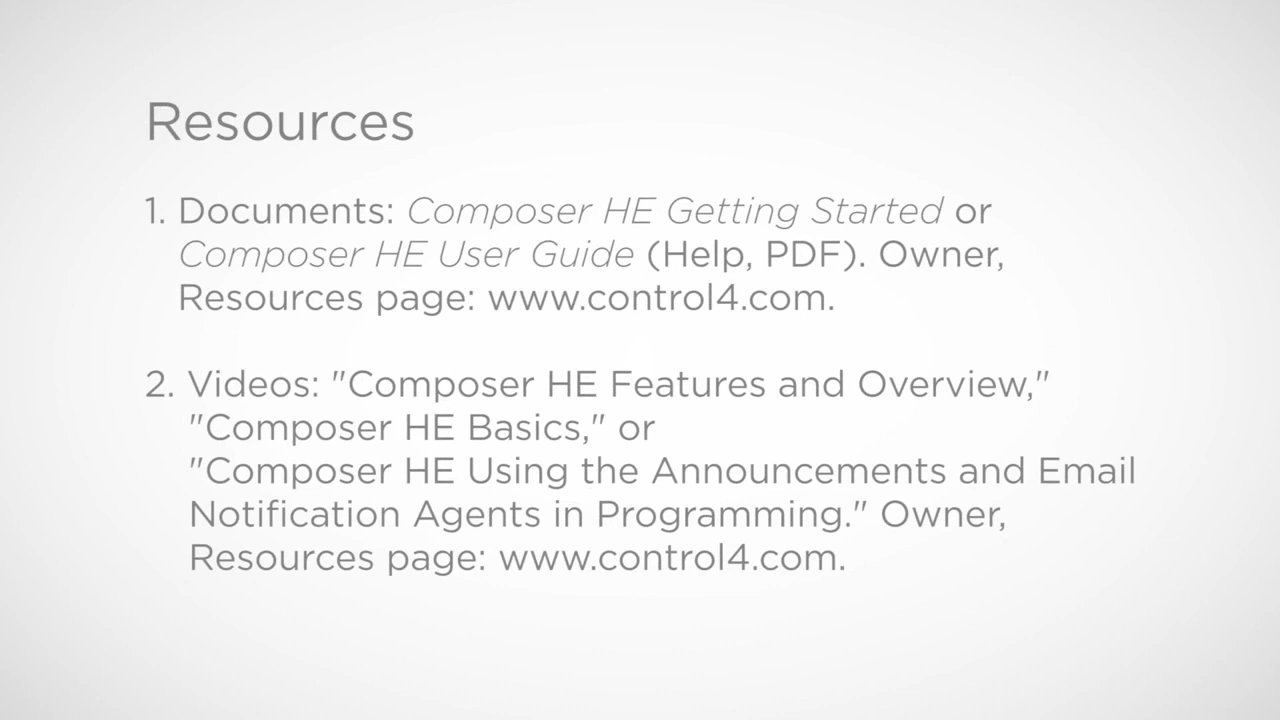 Resources
1. Documents: Composer HE Getting Started or
Composer HE User Guide (Help, PDF). Owner,
Resources page: www.control4.com.
2. Videos: "Composer HE Features and Overview,"
"Composer HE Basics," or
"Composer HE Using the Announcements and Email
Notification Agents in Programming." Owner,
Resources page: www.control4.com.